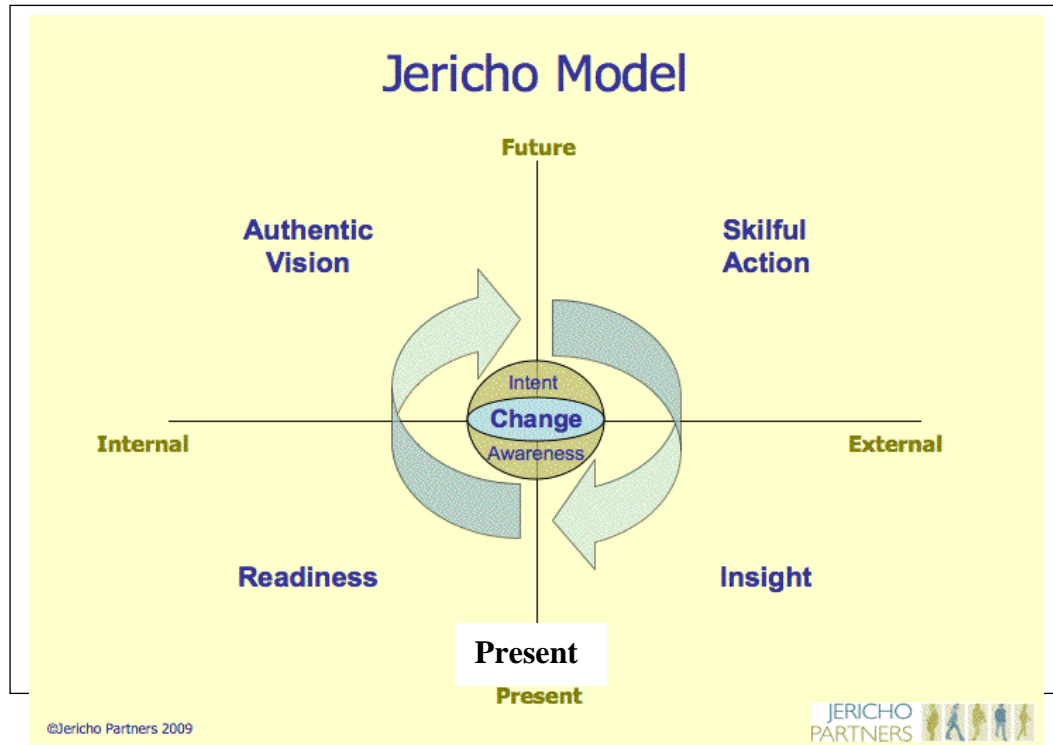 Jericho Model
Future
Authentic
Vision
Skilful
Action
Intent
Change
Awareness
Internal
External
Readiness
Insight
Present
Present
©Jericho Partners 2009
JERICHO
PARTNERS